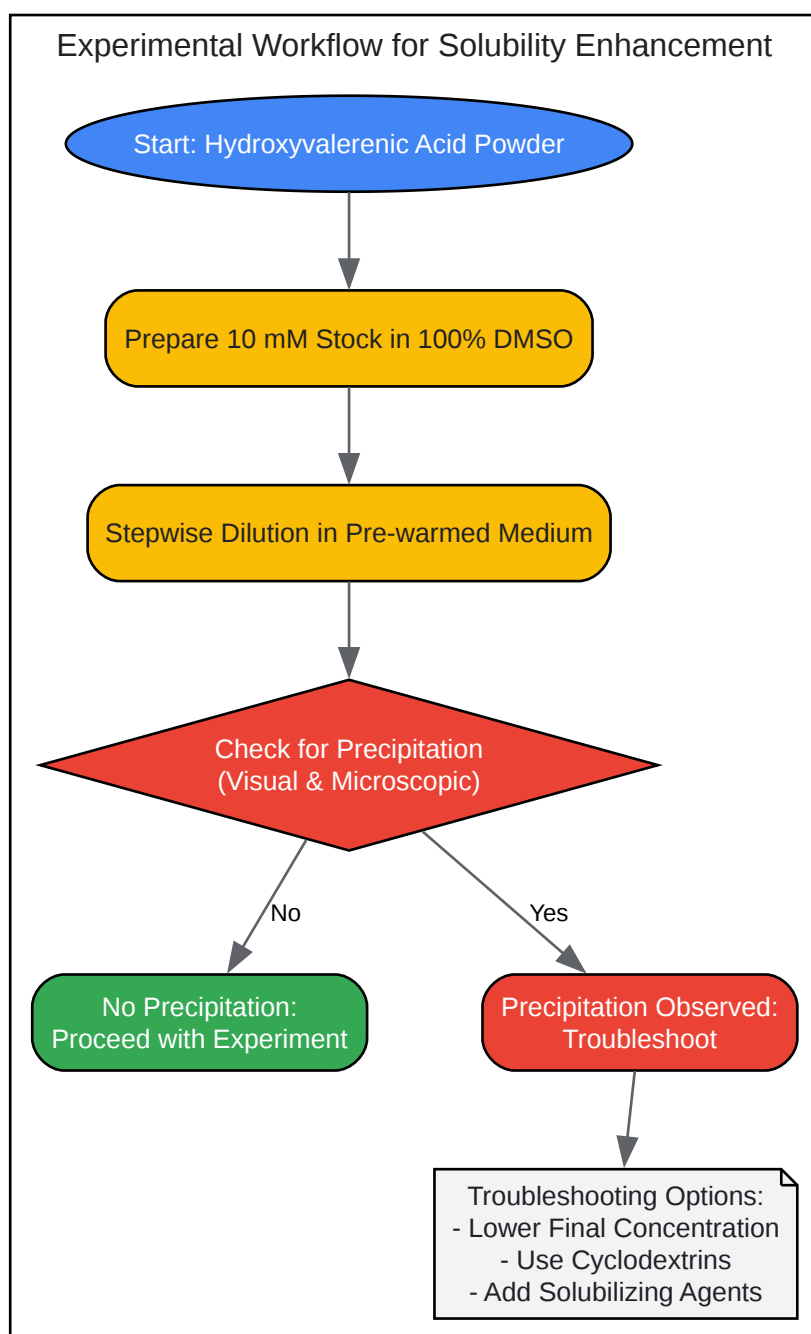 Experimental Workflow for Solubility Enhancement
Start: Hydroxyvalerenic Acid Powder
Prepare 10 mM Stock in 100% DMSO
Stepwise Dilution in Pre-warmed Medium
Check for Precipitation
(Visual & Microscopic)
No
Yes
No Precipitation:
Proceed with Experiment
Precipitation Observed:
Troubleshoot
Troubleshooting Options:
- Lower Final Concentration
- Use Cyclodextrins
- Add Solubilizing Agents